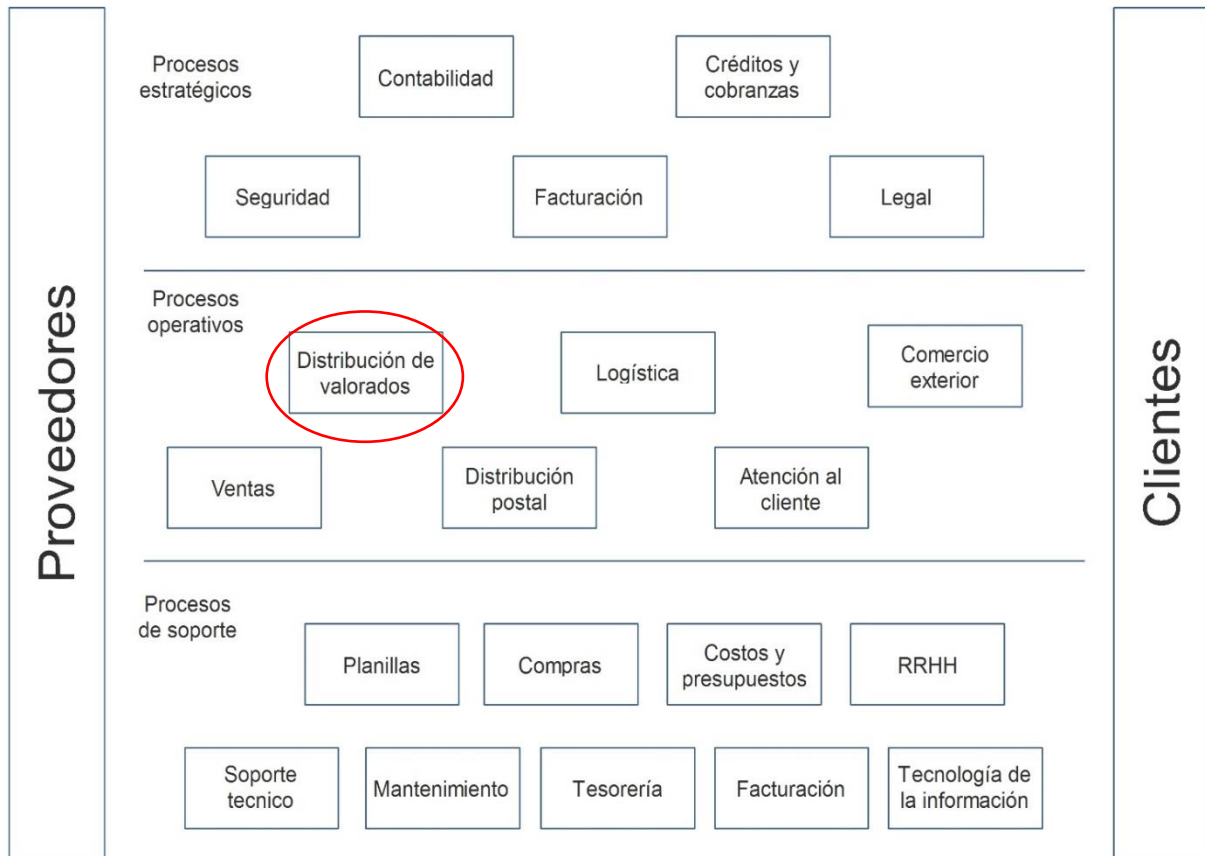 Proveedores
Procesos
estratégicos
Contabilidad
Créditos y
cobranzas
Seguridad
Facturación
Legal
Procesos
operativos
Distribución de
valorados
Logística
Comercio
exterior
Ventas
Distribución
postal
Atención al
cliente
Procesos
de soporte
Planillas
Compras
Costos y
presupuestos
RRHH
Soporte
tecnico
Mantenimiento
Tesorería
Facturación
Tecnología de
la información
Clientes